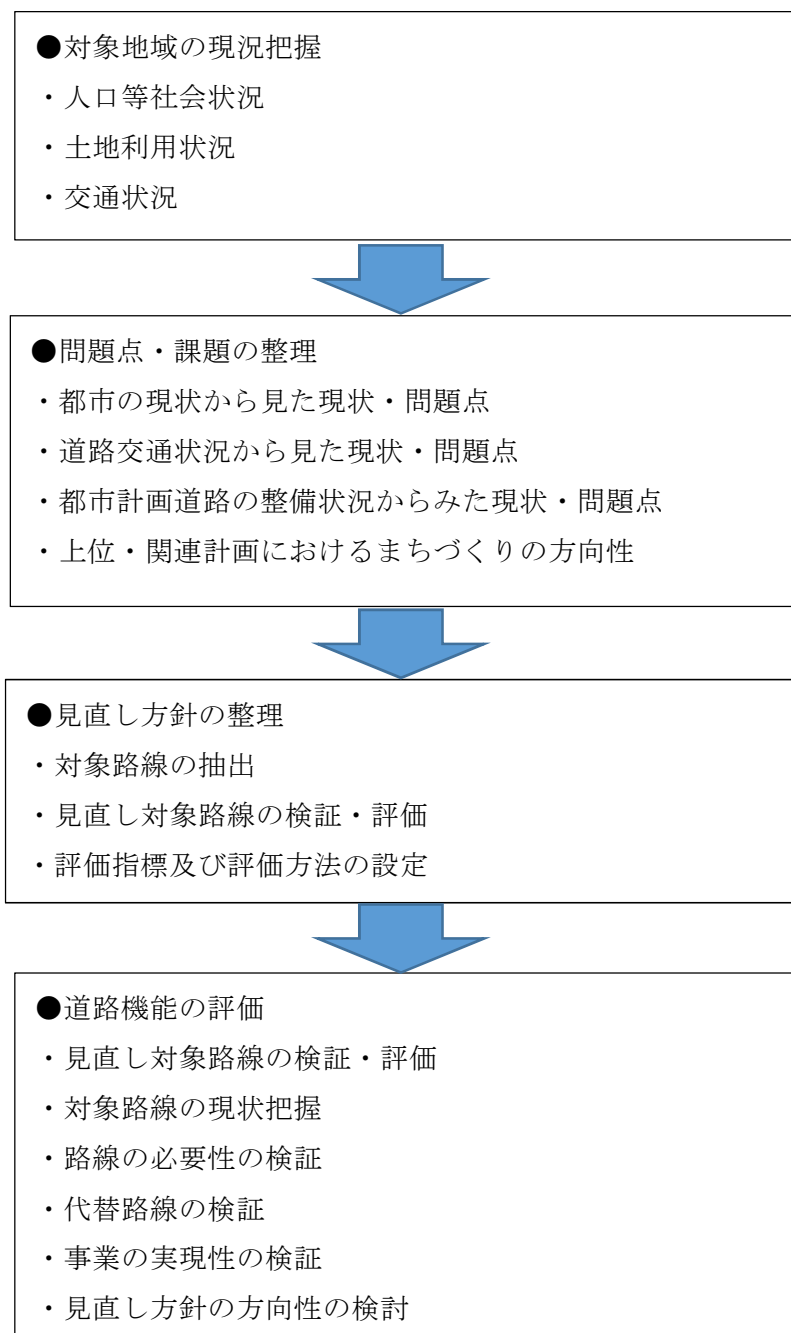 ●対象地域の現況把握
・人口等社会状況
・土地利用状況
・交通状況
●問題点・課題の整理
・都市の現状から見た現状・問題点
・道路交通状況から見た現状・問題点
・都市計画道路の整備状況からみた現状・問題点
・上位・関連計画におけるまちづくりの方向性
●見直し方針の整理
・対象路線の抽出
・見直し対象路線の検証・評価
・評価指標及び評価方法の設定
●道路機能の評価
・見直し対象路線の検証・評価
・対象路線の現状把握
・路線の必要性の検証
・代替路線の検証
・事業の実現性の検証
・見直し方針の方向性の検討